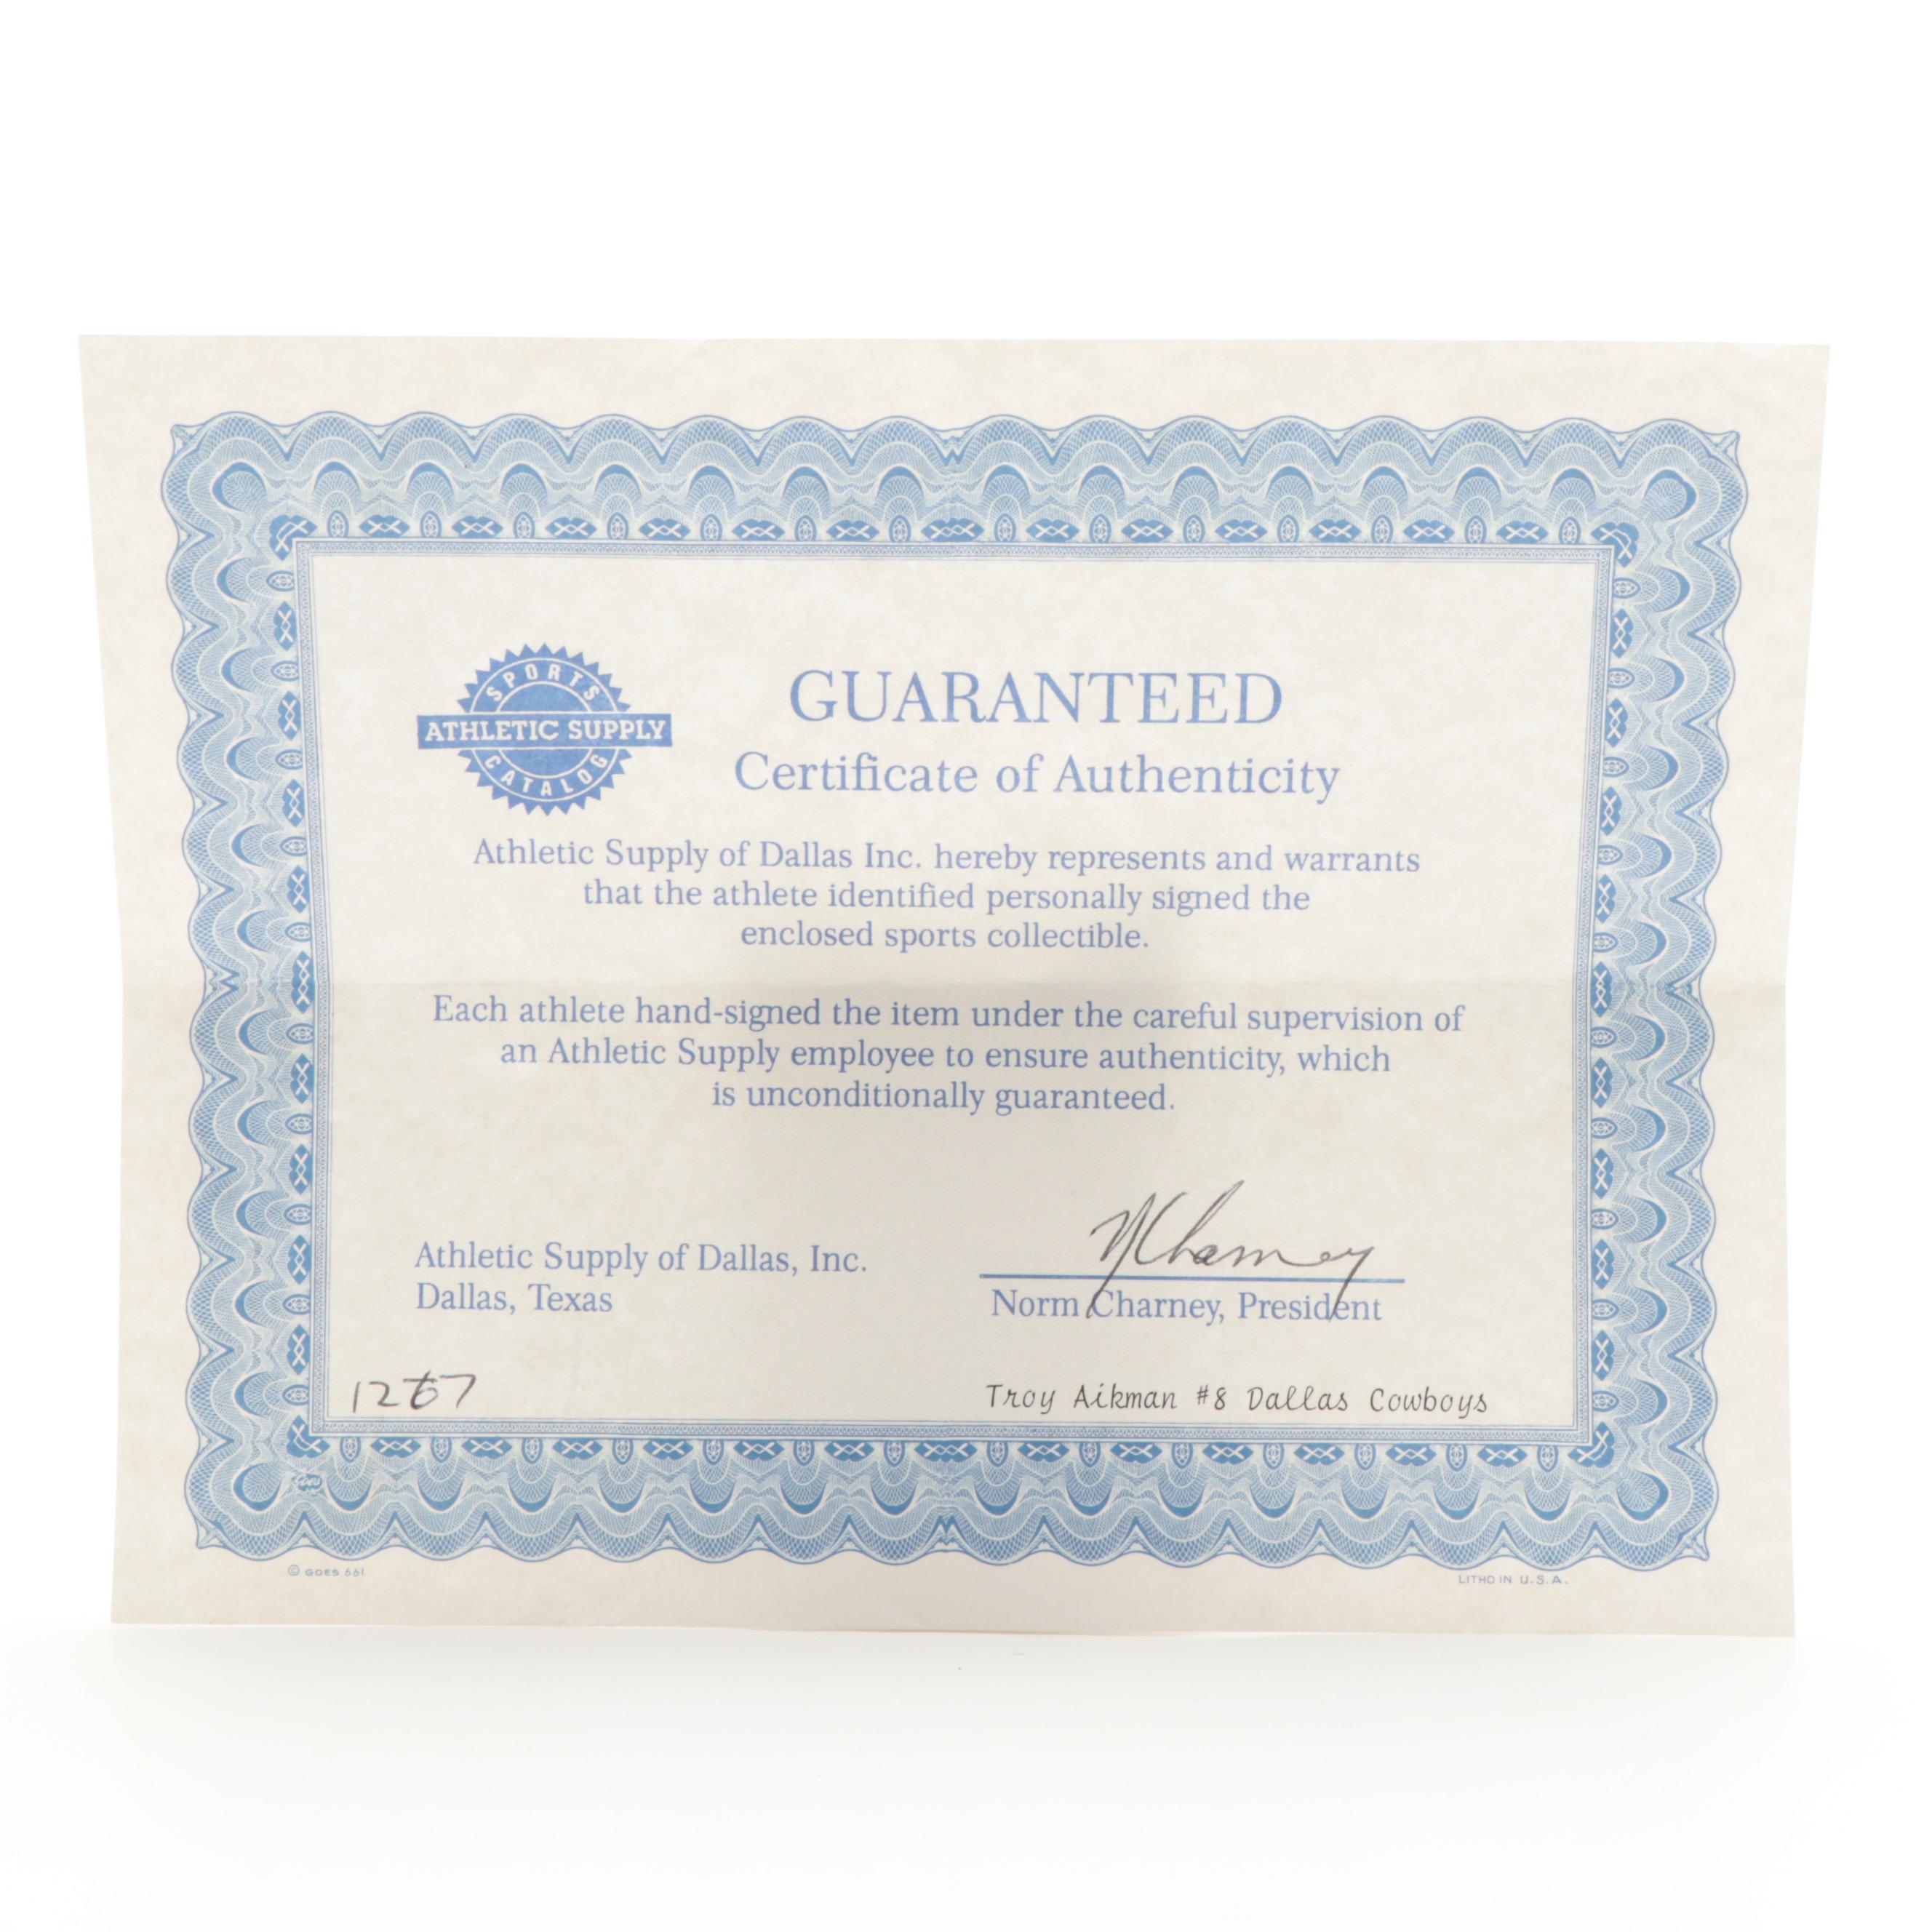 SPORTS
ATHLETIC SUPPLY
CATALOG
GUARANTEED
Certificate of Authenticity
Athletic Supply of Dallas Inc. hereby represents and warrants
that the athlete identified personally signed the
enclosed sports collectible.
Each athlete hand-signed the item under the careful supervision of
an Athletic Supply employee to ensure authenticity, which
is unconditionally guaranteed.
Athletic Supply of Dallas, Inc.
Dallas, Texas
NCharney
Norm Charney, President
Troy Aikman #8 Dallas Cowboys
© GOES 661
LITHO IN U.S.A.